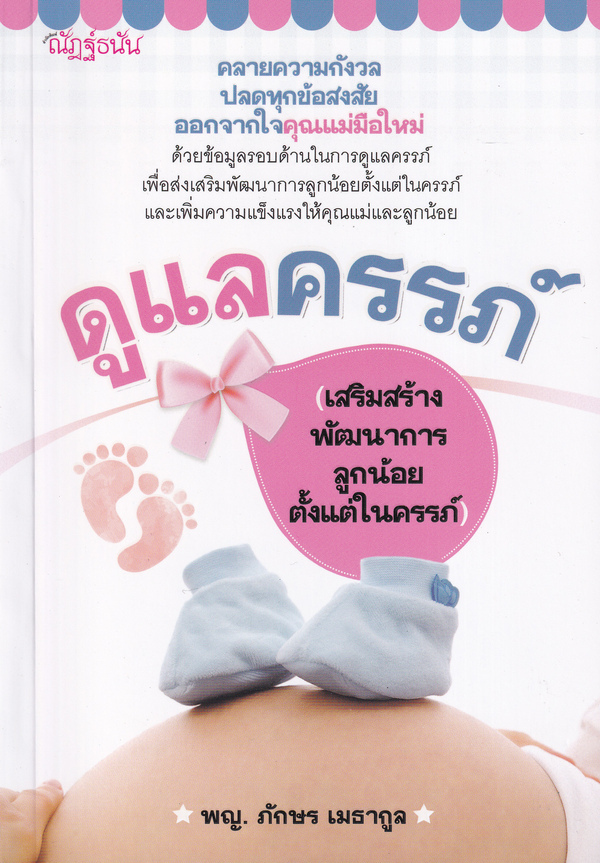 สำนักพิมพ์
ณัฏฐ์ธนัน
คลายความกังวล
ปลดทุกข้อสงสัย
ออกจากใจคุณแม่มือใหม่
ด้วยข้อมูลรอบด้านในการดูแลครรภ์
เพื่อส่งเสริมพัฒนาการลูกน้อยตั้งแต่ในครรภ์
และเพิ่มความแข็งแรงให้คุณแม่และลูกน้อย
ดูแลครรภ์
(เสริมสร้าง
พัฒนาการ
ลูกน้อย
ตั้งแต่ในครรภ์)
พญ. ภักษร เมธากูล